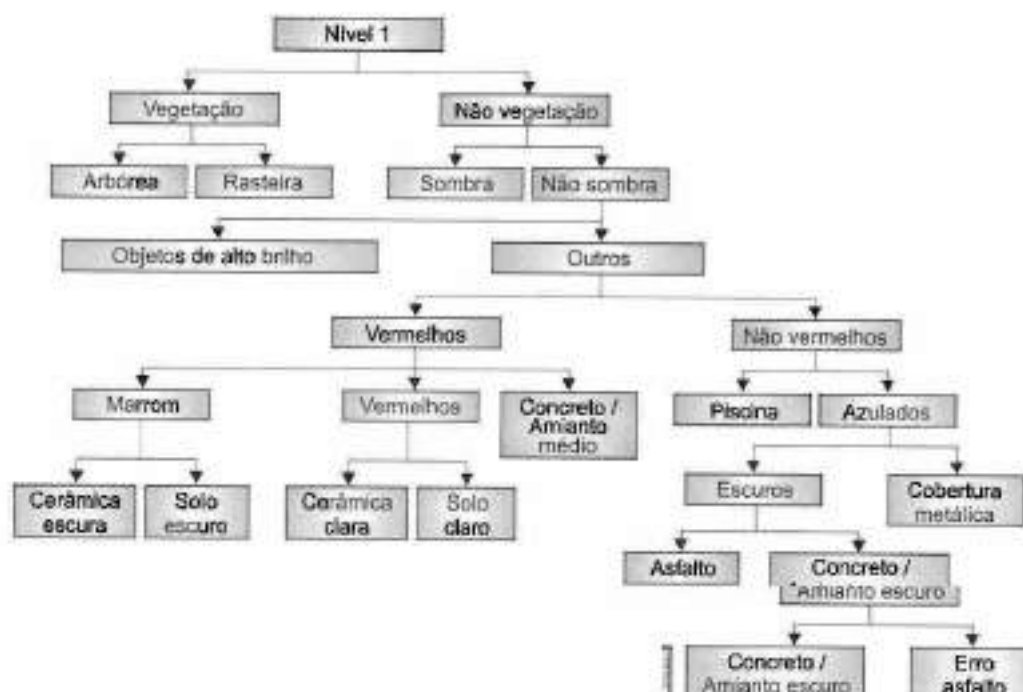 Nível 1
Vegetação
Não vegetação
Arbórea
Rasteira
Sombra
Não sombra
Objetos de alto brilho
Outros
Vermelhos
Não vermelhos
Marrom
Vermelhos
Concreto /
Amianto
médio
Piscina
Azulados
Cerâmica
escura
Solo
escuro
Cerâmica
clara
Solo
claro
Escuros
Cobertura
metálica
Asfalto
Concreto /
Amianto escuro
Concreto /
Amianto escuro
Erro
asfalto